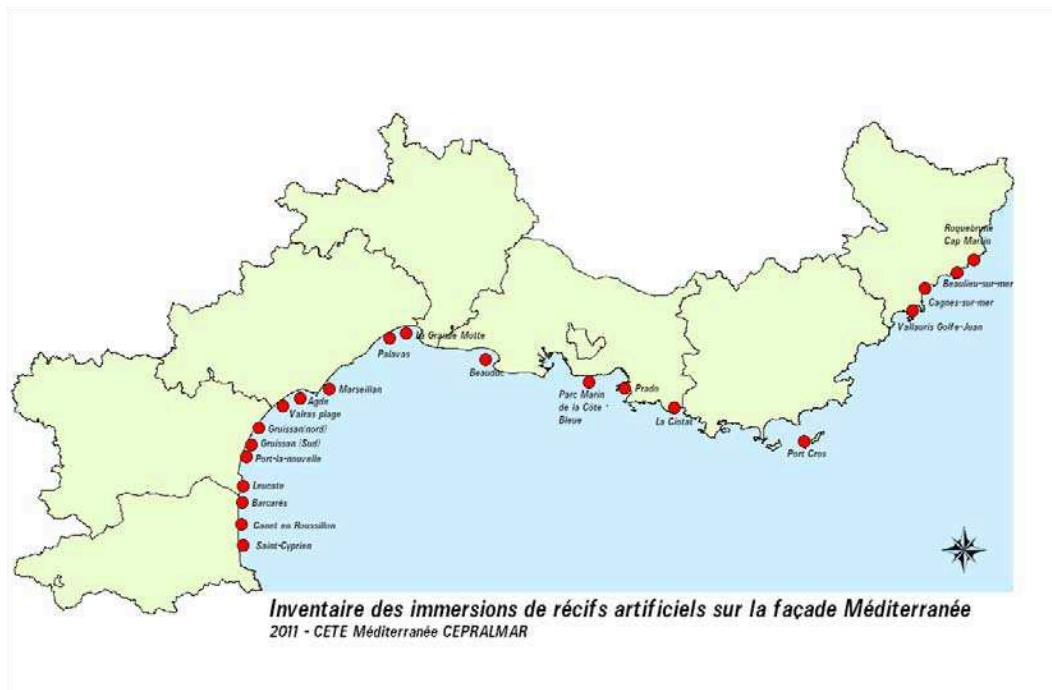 Roquebrune
Cap Martin
Beaulieu-sur-mer
Cagnes-sur-mer
Vallauris Golfe-Juan
La Grande Motte
Palavas
Beauduc
Marseillan
Agde
Valras plage
Gruissan(nord)
Gruissan (Sud)
Port-la-nouvelle
Leucate
Barcarès
Canet en Roussillon
Saint-Cyprien
Parc Marin
de la Côte -
Bleue
Prado
La Ciotat
Port Cros
Inventaire des immersions de récifs artificiels sur la façade Méditerranée
2011 - CETE Méditerranée CEPRALMAR